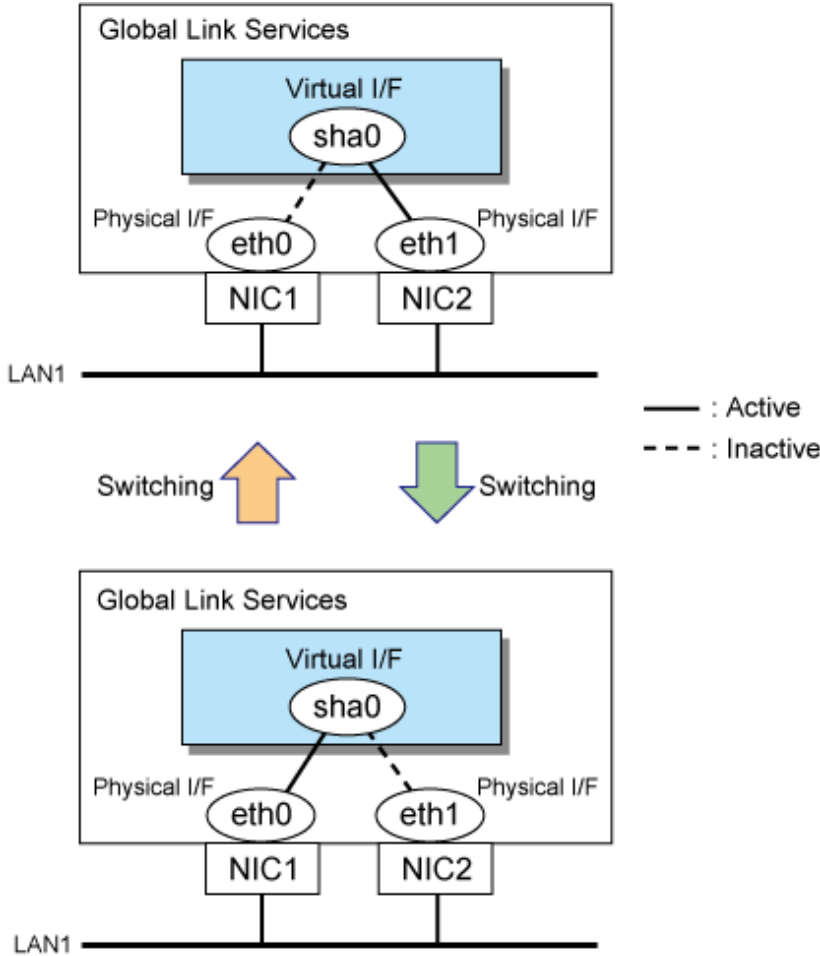 Global Link Services
Virtual I/F
sha0
Physical I/F
Physical I/F
eth0
eth1
NIC1
NIC2
LAN1
: Active
: Inactive
Switching
Switching
Global Link Services
Virtual I/F
sha0
Physical I/F
Physical I/F
eth0
eth1
NIC1
NIC2
LAN1